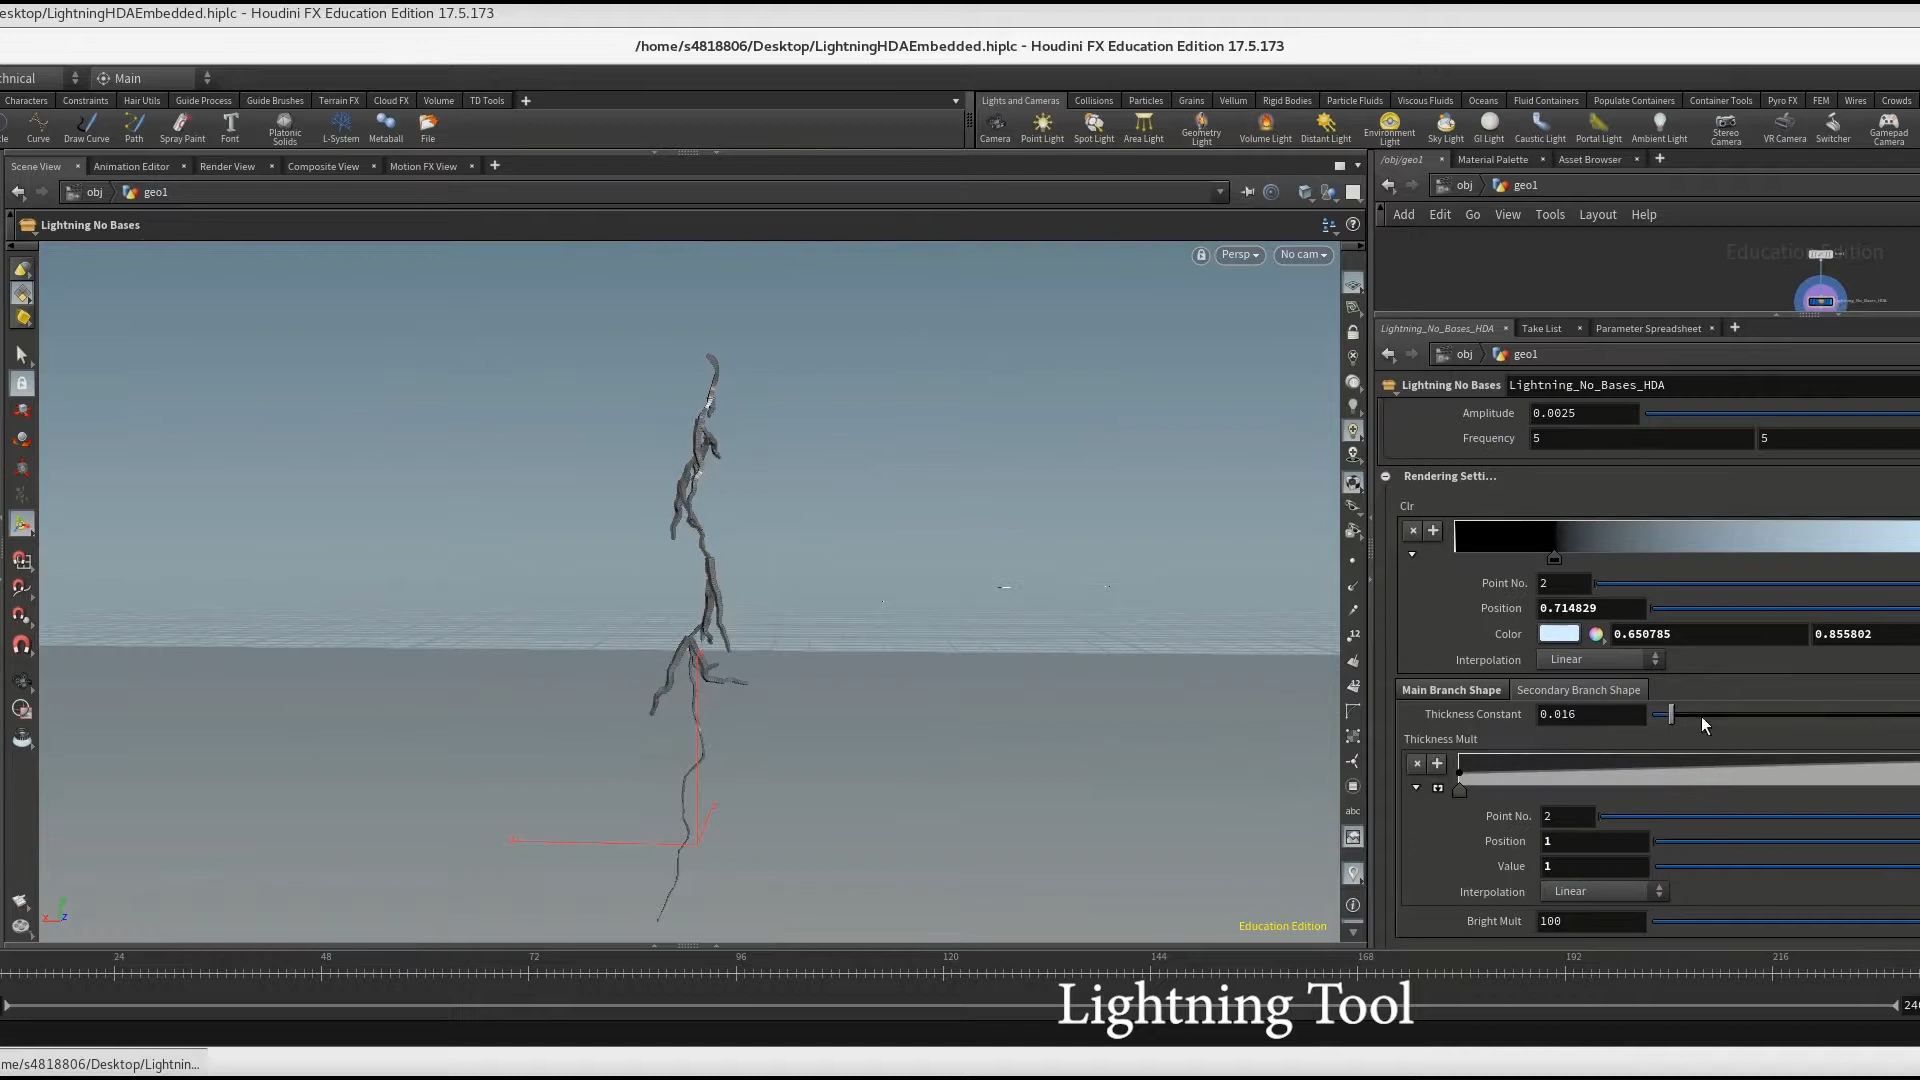 esktop/LightningHDAEmbedded.hiplc - Houdini FX Education Edition 17.5.173
/home/s4818806/Desktop/LightningHDAEmbedded.hiplc - Houdini FX Education Edition 17.5.173
hnical Main
Characters Constraints Hair Utils Guide Process Guide Brushes Terrain FX Cloud FX Volume TD Tools
Lights and Cameras Collisions Particles Grains Vellum Rigid Bodies Particle Fluids Viscous Fluids Oceans Fluid Containers Populate Containers Container Tools Pyro FX FEM Wires Crowds
Curve Draw Curve Path Spray Paint Font Platonic Solids L-System Metaball File
Camera Point Light Spot Light Area Light Geometry Light Volume Light Distant Light Environment Light Sky Light GI Light Caustic Light Portal Light Ambient Light Stereo Camera VR Camera Switcher Gamepad Camera
Scene View Animation Editor Render View Composite View Motion FX View
obj geo1
Lightning No Bases
Persp No cam
/obj/geo1 Material Palette Asset Browser
obj geo1
Add Edit Go View Tools Layout Help
Education Edition
Lightning_No_Bases_HDA
Lightning_No_Bases_HDA Take List Parameter Spreadsheet
obj geo1
Lightning No Bases Lightning_No_Bases_HDA
Amplitude 0.0025
Frequency 5 5
Rendering Setti...
Clr
Point No. 2
Position 0.714829
Color 0.650785 0.855802
Interpolation Linear
Main Branch Shape Secondary Branch Shape
Thickness Constant 0.016
Thickness Mult
Point No. 2
Position 1
Value 1
Interpolation Linear
Bright Mult 100
12
12
abc
x z
Education Edition
24 48 72 96 120 144 168 192 216
24
Lightning Tool
me/s4818806/Desktop/Lightnin...